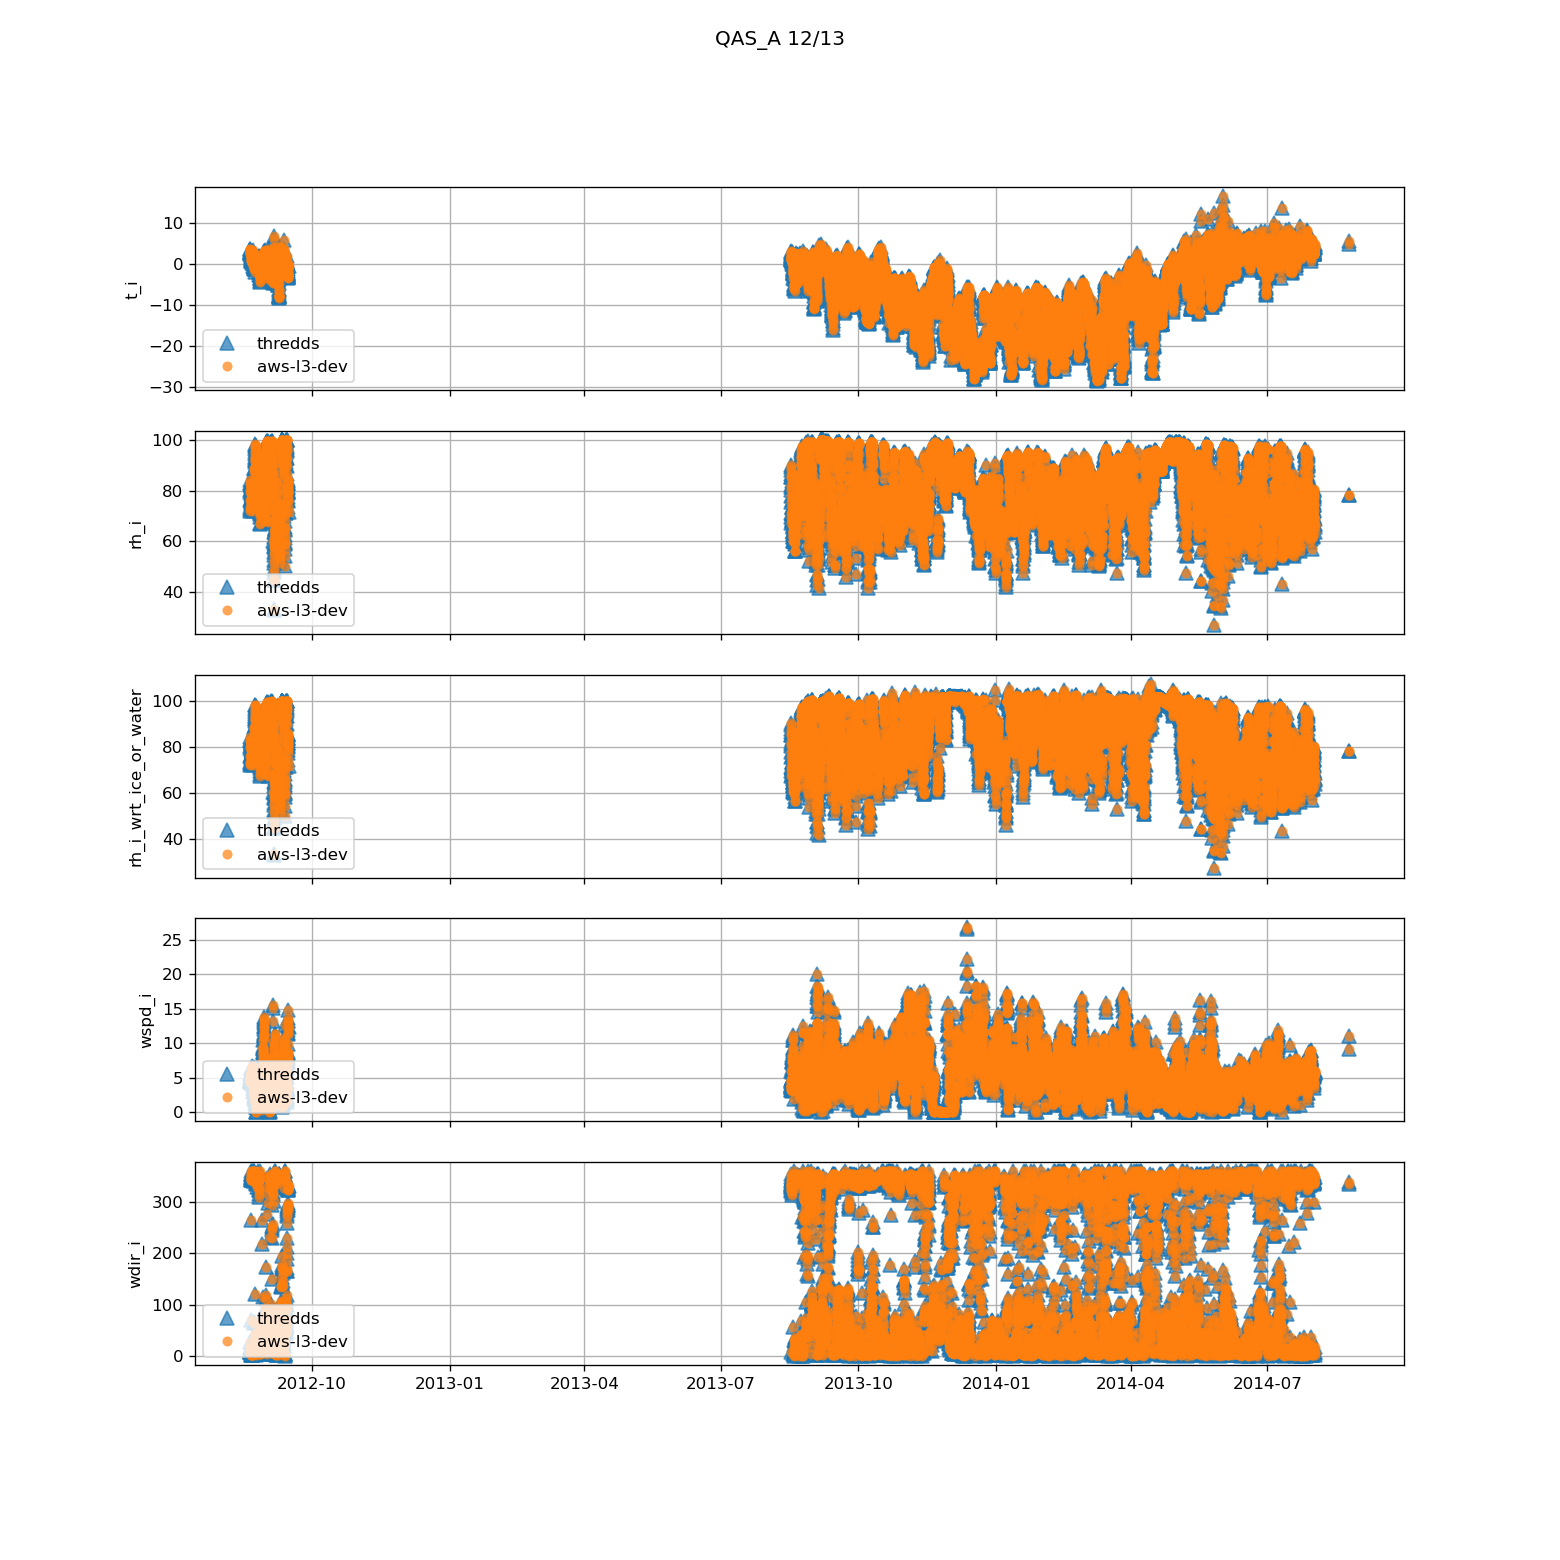 QAS_A 12/13
10
0
−10
−20
−30
t_i
thredds
aws-l3-dev
100
80
60
40
rh_i
thredds
aws-l3-dev
100
80
60
40
rh_i_wrt_ice_or_water
thredds
aws-l3-dev
25
20
15
10
5
0
wspd_i
thredds
aws-l3-dev
300
200
100
0
wdir_i
thredds
aws-l3-dev
2012-10 2013-01 2013-04 2013-07 2013-10 2014-01 2014-04 2014-07